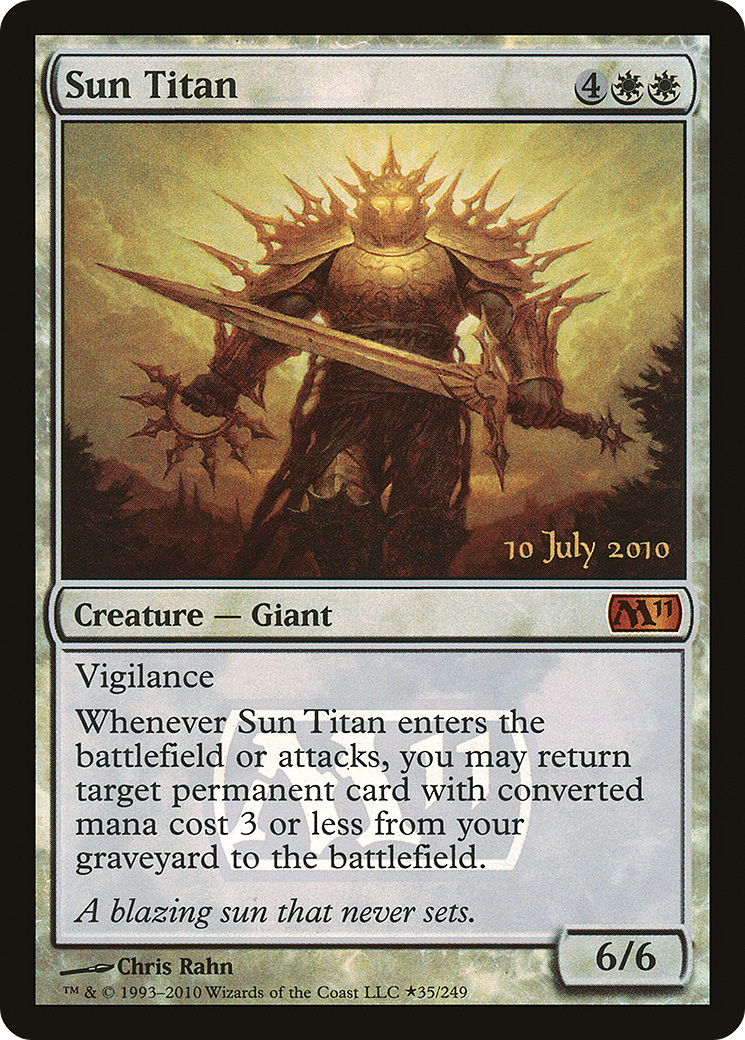 Sun Titan
4
10 July 2010
Creature — Giant
M11
Vigilance
Whenever Sun Titan enters the
battlefield or attacks, you may return
target permanent card with converted
mana cost 3 or less from your
graveyard to the battlefield.
M11
A blazing sun that never sets.
6/6
Chris Rahn
™ & © 1993–2010 Wizards of the Coast LLC ★35/249